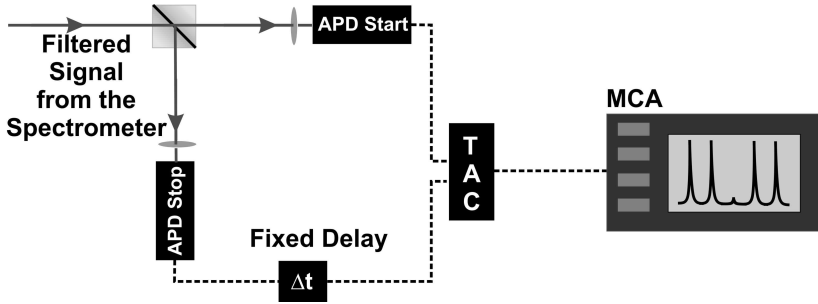 APD Start
Filtered
Signal
from the
Spectrometer
MCA
T
A
C
APD Stop
Fixed Delay
Δt